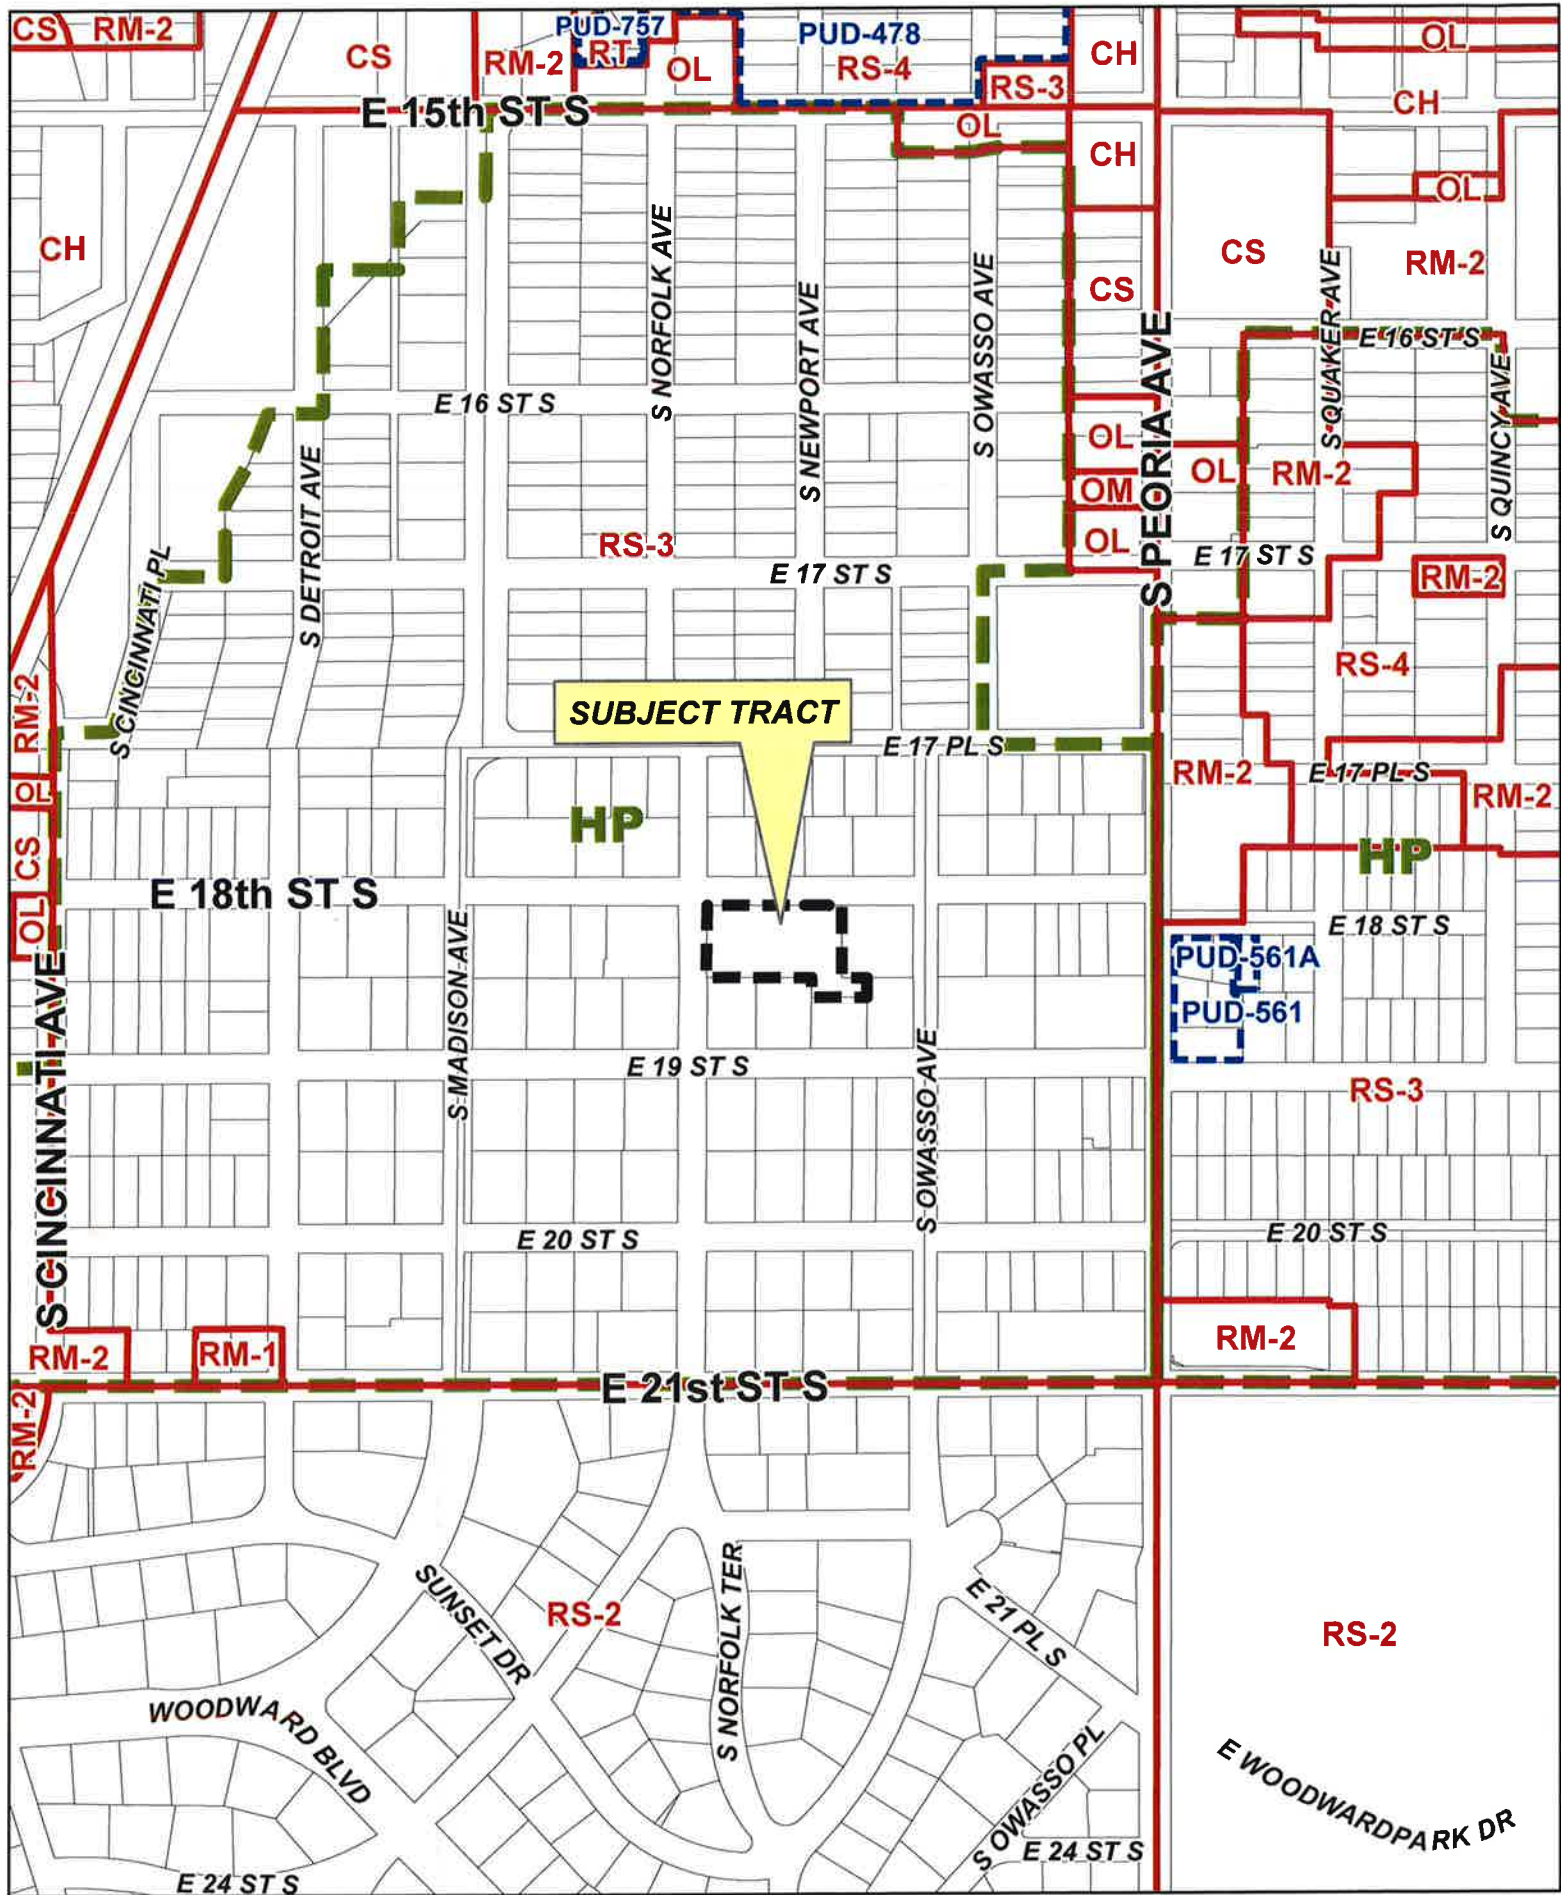 CS
RM-2
CS
RM-2
PUD-757
RT
OL
PUD-478
RS-4
RS-3
CH
OL
CH
E 15th ST S
OL
CH
OL
CH
CS
CS
RM-2
S NORFOLK AVE
S NEWPORT AVE
S OWASSO AVE
S PEORIA AVE
S QUAKER AVE
E 16 ST S
S QUINCY AVE
E 16 ST S
OL
OM
OL
OL
RM-2
S DETROIT AVE
RS-3
E 17 ST S
E 17 ST S
RM-2
S CINCINNATI PL
RS-4
RM-2
SUBJECT TRACT
E 17 PL S
RM-2
E 17 PL S
RM-2
OL
CS
HP
HP
E 18th ST S
OL
E 18 ST S
S MADISON AVE
PUD-561A
PUD-561
S CINCINNATI AVE
E 19 ST S
S OWASSO AVE
RS-3
E 20 ST S
E 20 ST S
RM-2
RM-1
RM-2
E 21st ST S
RM-2
SUNSET DR
RS-2
S NORFOLK TER
E 21 PL S
RS-2
WOODWARD BLVD
S OWASSO PL
E WOODWARDPARK DR
E 24 ST S
E 24 ST S